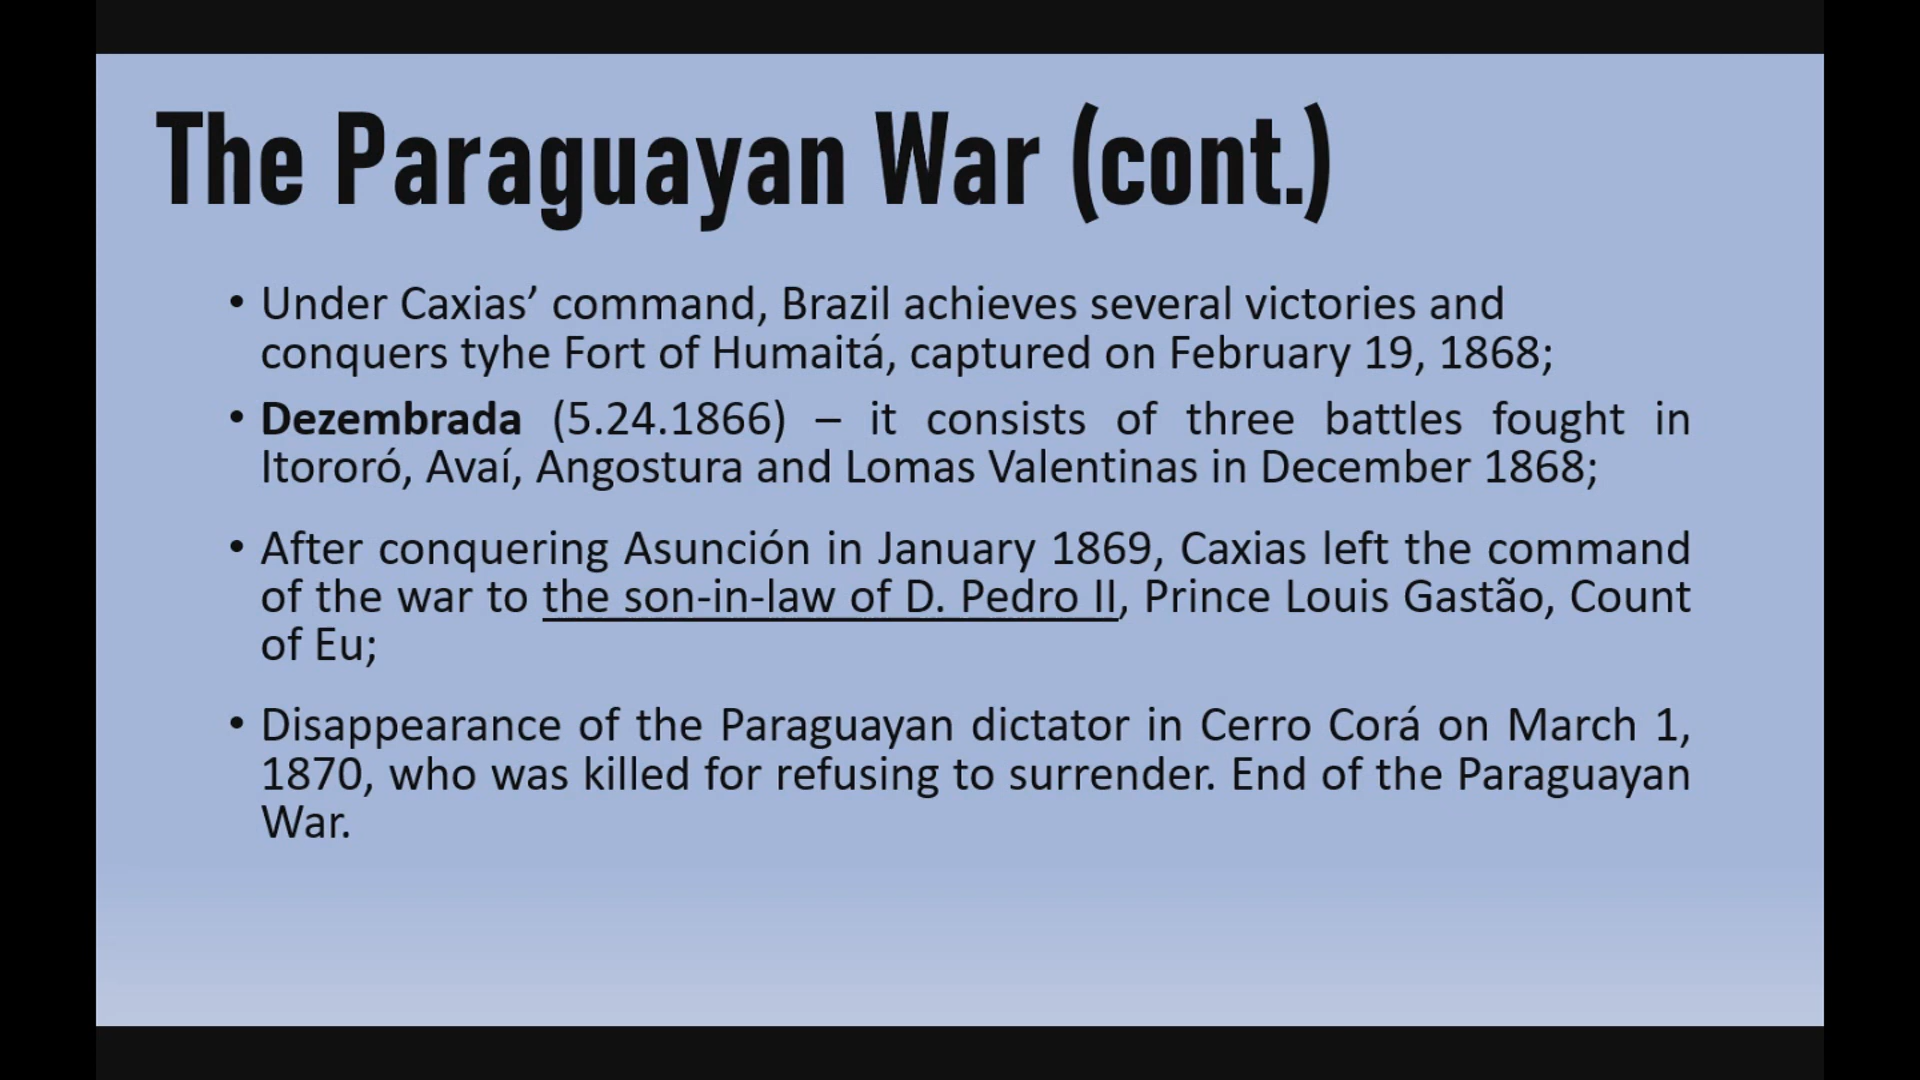 The Paraguayan War (cont.)
• Under Caxias’ command, Brazil achieves several victories and
conquers tyhe Fort of Humaitá, captured on February 19, 1868;
• Dezembrada (5.24.1866) – it consists of three battles fought in
Itororó, Avaí, Angostura and Lomas Valentinas in December 1868;
• After conquering Asunción in January 1869, Caxias left the command
of the war to the son-in-law of D. Pedro II, Prince Louis Gastão, Count
of Eu;
• Disappearance of the Paraguayan dictator in Cerro Corá on March 1,
1870, who was killed for refusing to surrender. End of the Paraguayan
War.